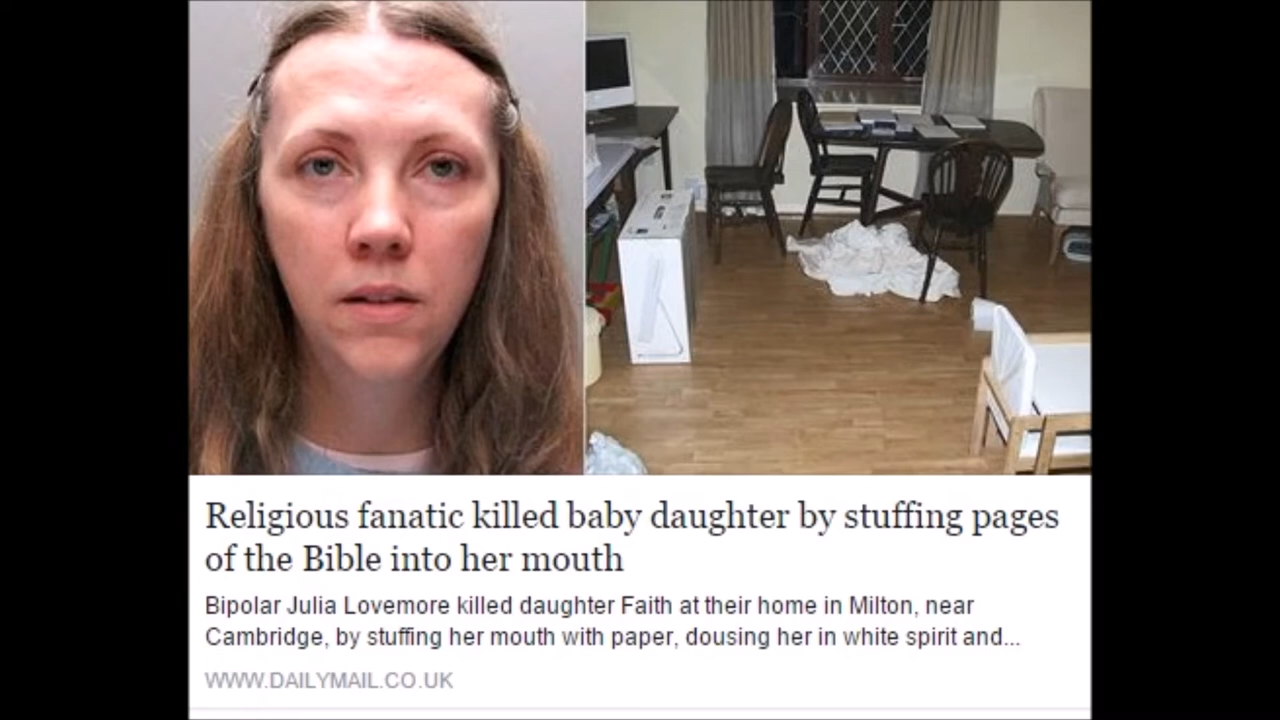 Religious fanatic killed baby daughter by stuffing pages
of the Bible into her mouth
Bipolar Julia Lovemore killed daughter Faith at their home in Milton, near
Cambridge, by stuffing her mouth with paper, dousing her in white spirit and...
WWW.DAILYMAIL.CO.UK